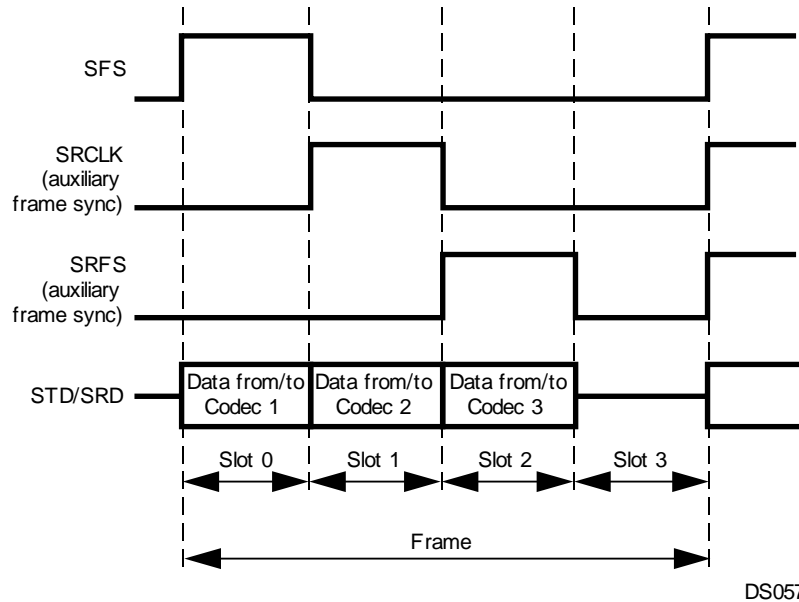 SFS
SRCLK
(auxiliary
frame sync)
SRFS
(auxiliary
frame sync)
STD/SRD
Data from/to
Codec 1
Data from/to
Codec 2
Data from/to
Codec 3
Slot 0
Slot 1
Slot 2
Slot 3
Frame
DS057